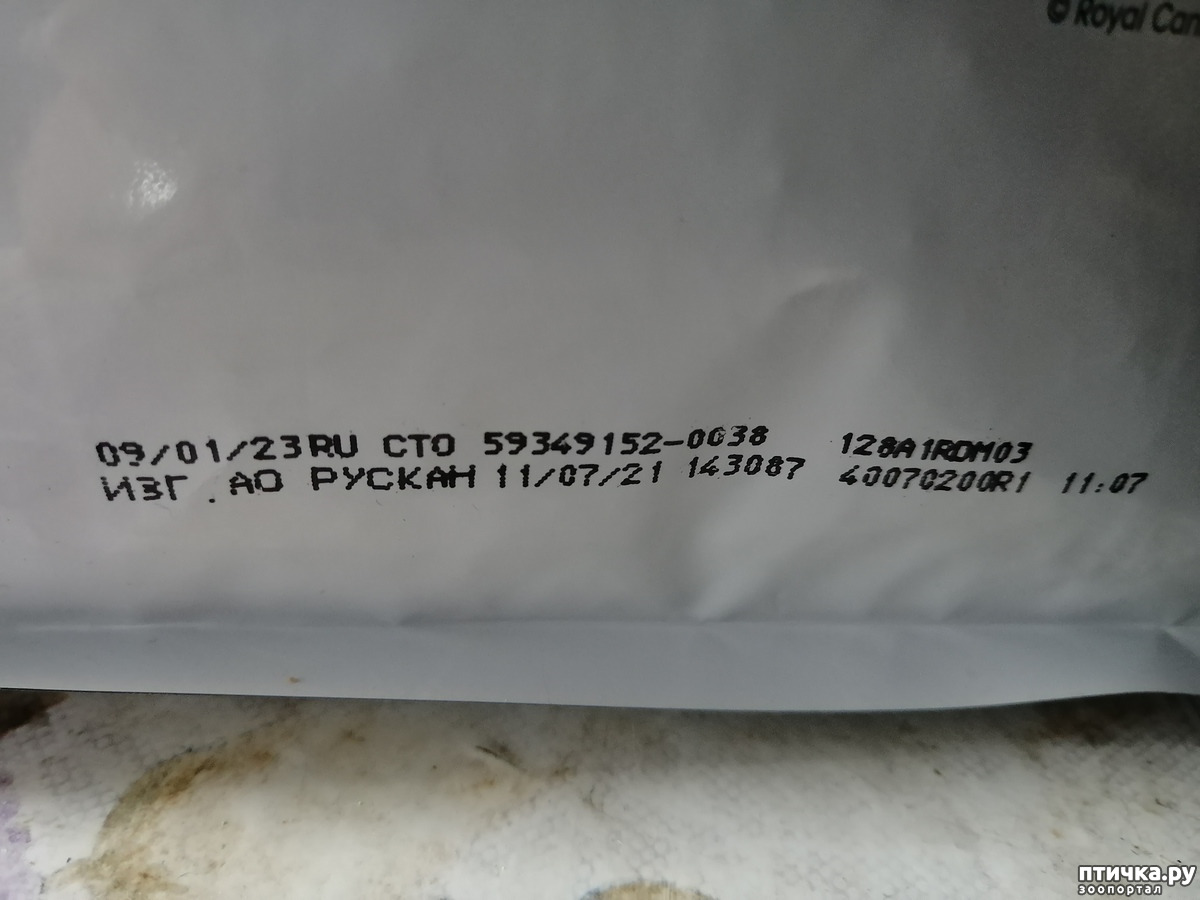 © Royal Can
09/01/23RU СТО 59349152-0038 128A1RDM03
ИЗГ.АО РУСКАН 11/07/21 143087 40070200R1 11:07
птичка.ру
зоопортал